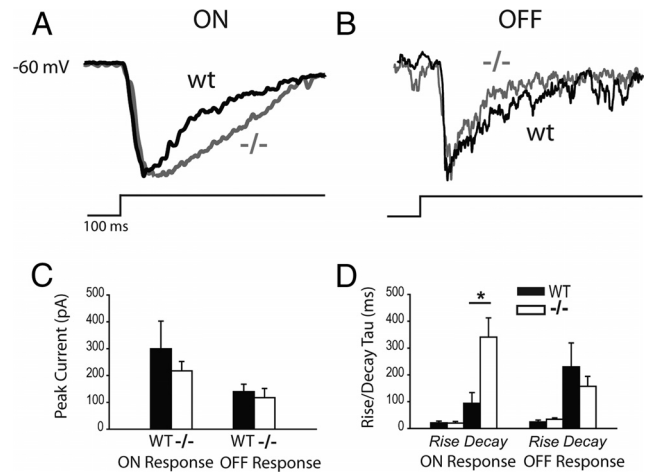 A ON
B OFF
-60 mV
wt
-/-
-/-
wt
100 ms
C
Peak Current (pA)
500
400
300
200
100
0
WT -/- WT -/-
ON Response OFF Response
D
Rise/Decay Tau (ms)
500
400
300
200
100
0
*
WT
-/-
Rise Decay Rise Decay
ON Response OFF Response